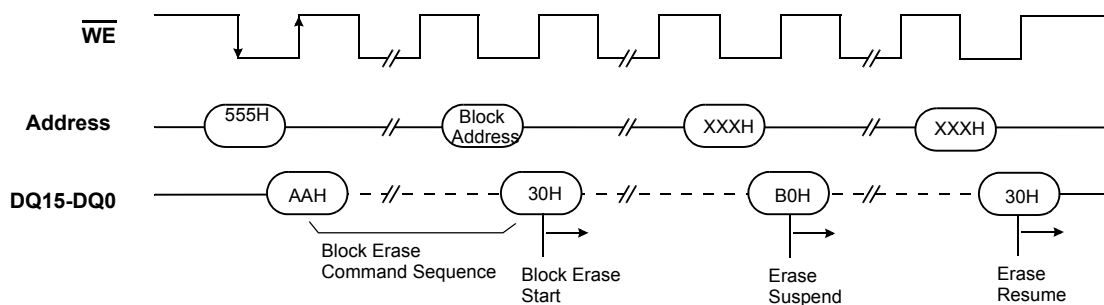 WE
Address
555H
Block
Address
XXXH
XXXH
DQ15-DQ0
AAH
30H
B0H
30H
Block Erase
Command Sequence
Block Erase
Start
Erase
Suspend
Erase
Resume